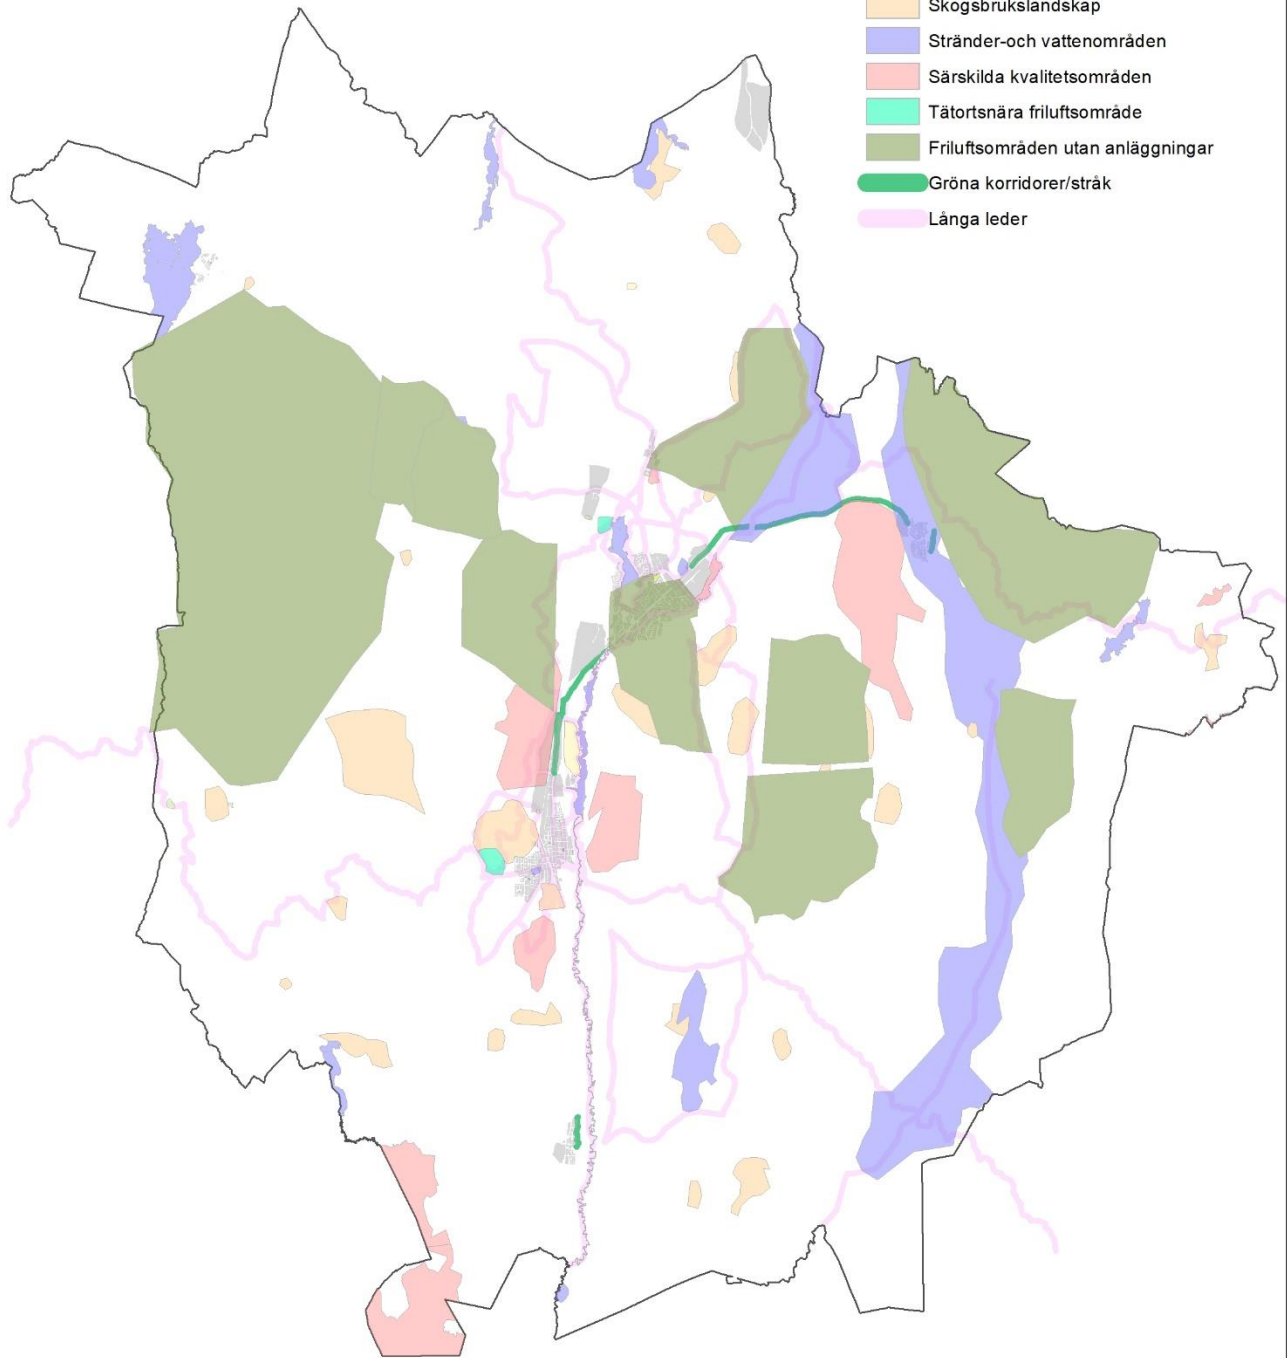 Skogsbrukslandskap
Stränder-och vattenområden
Särskilda kvalitetsområden
Tätortsnära friluftsområde
Friluftsområden utan anläggningar
Gröna korridorer/stråk
Långa leder